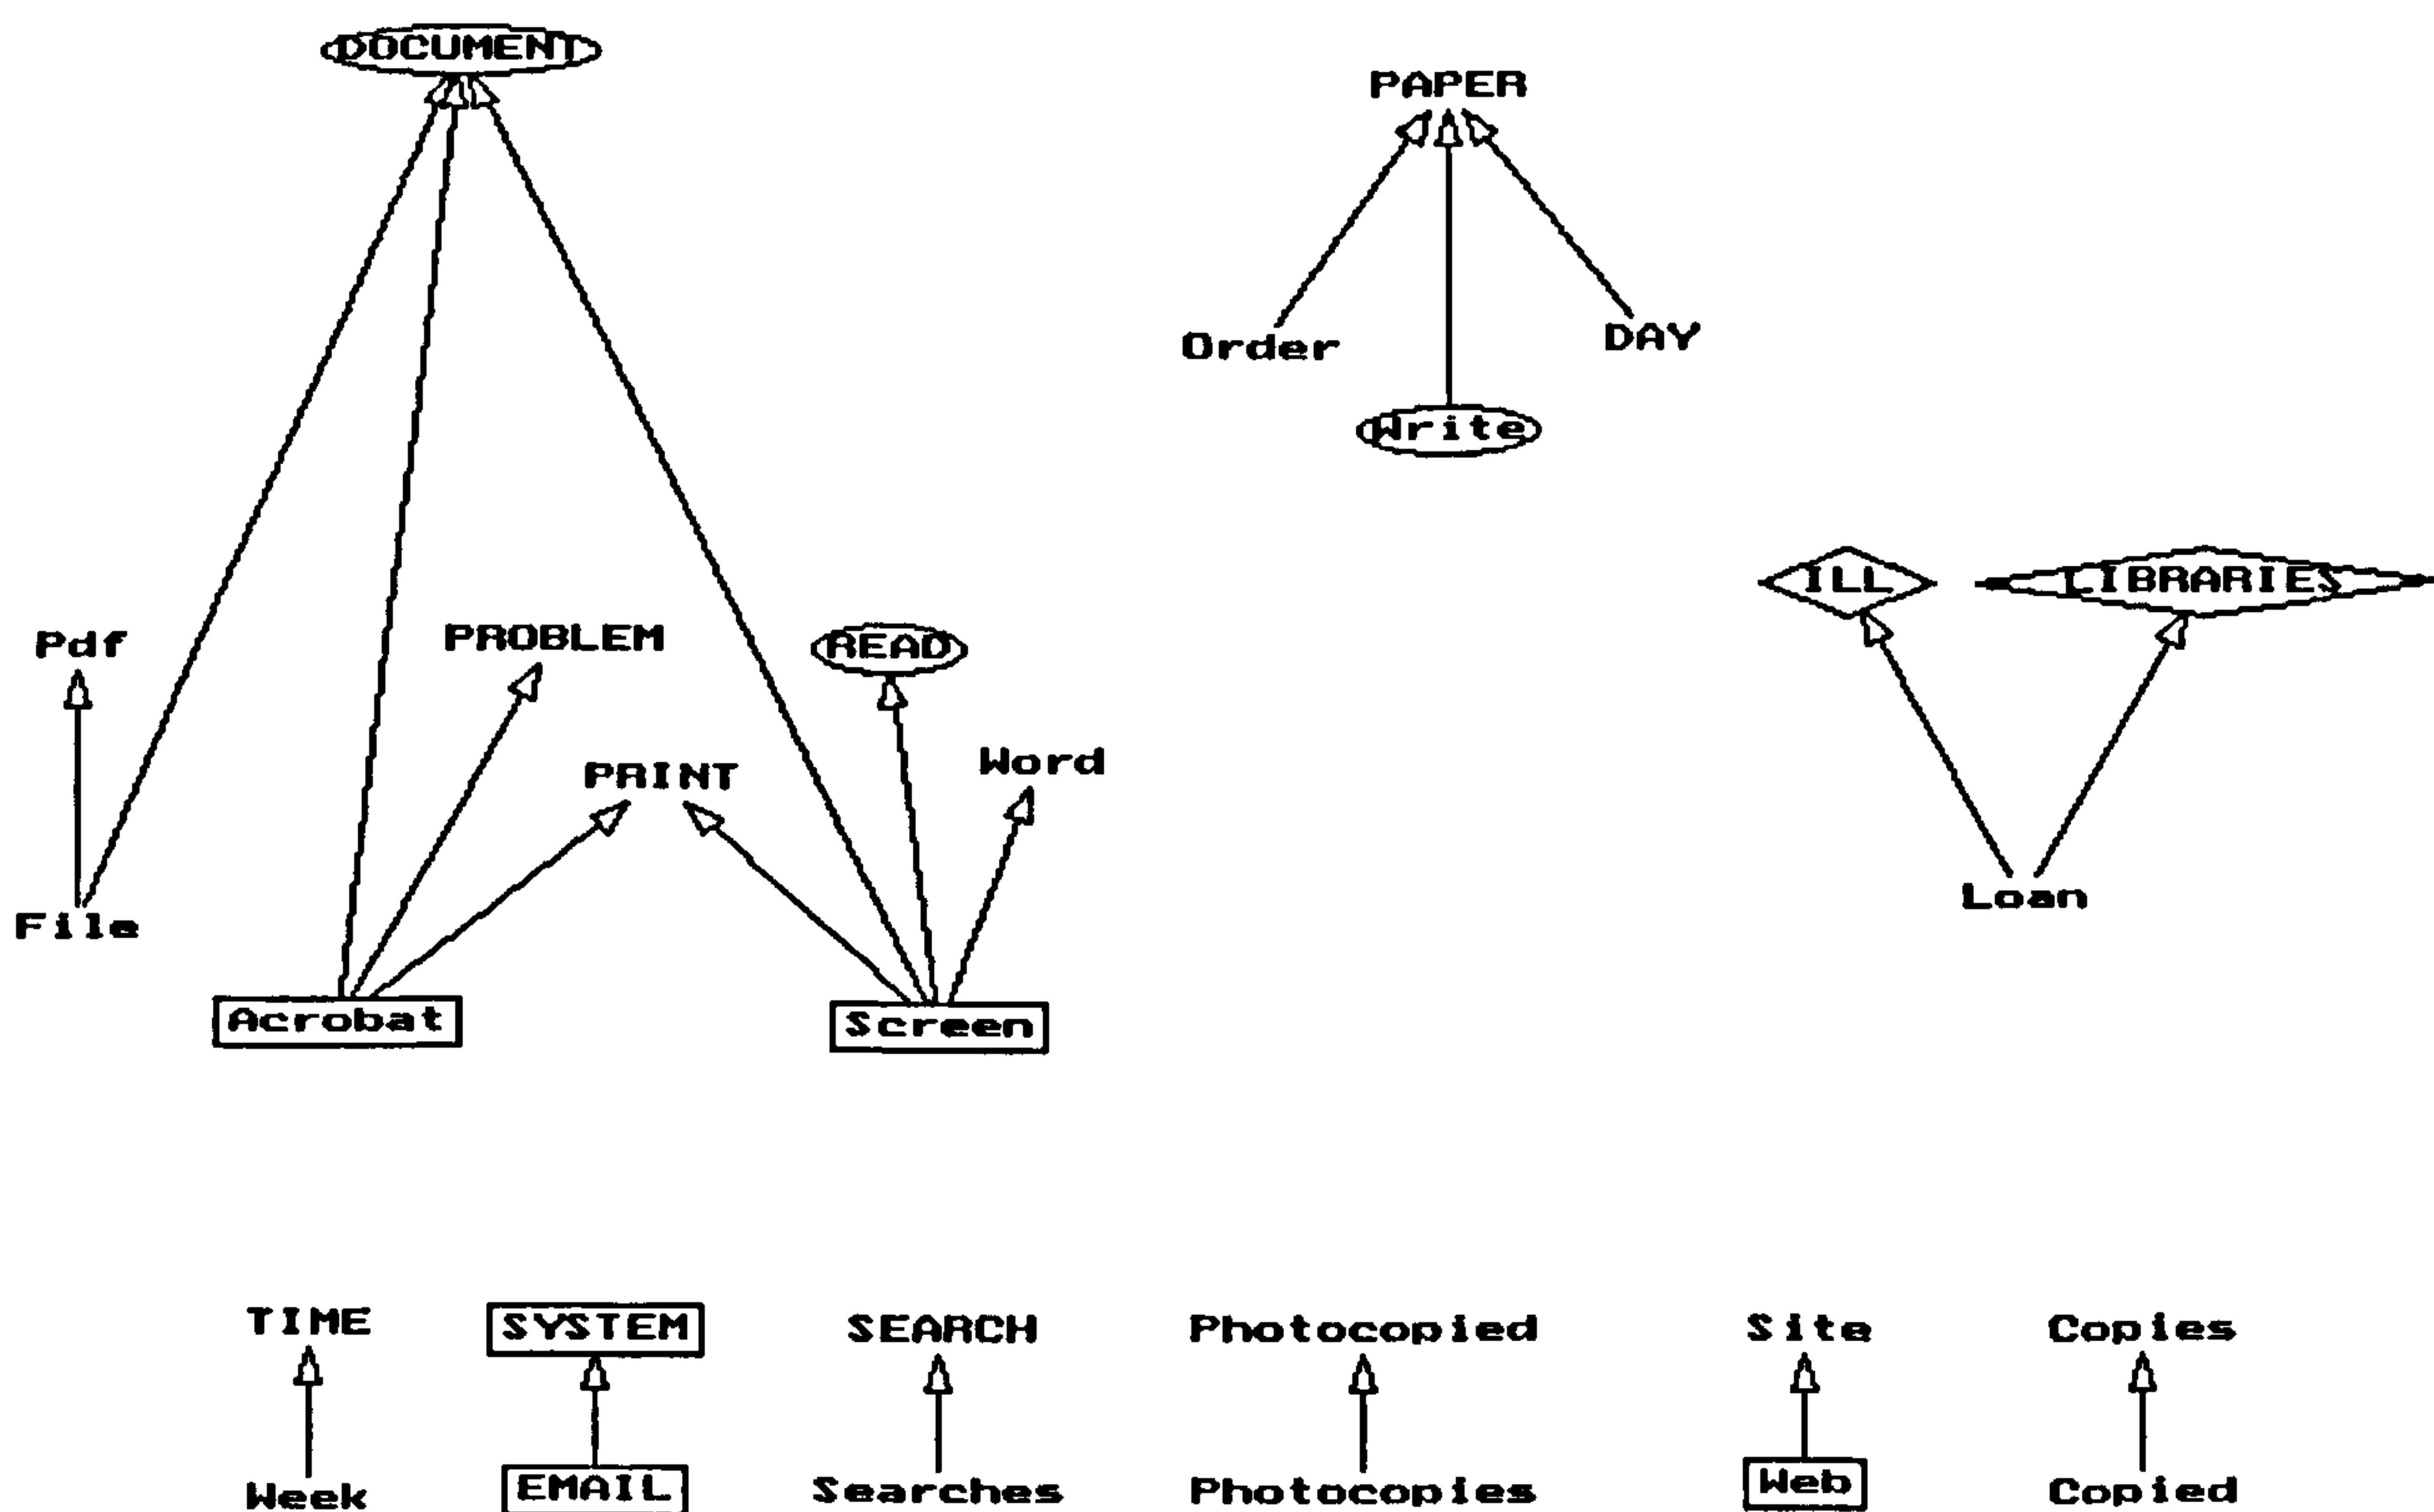 DOCUMENT
PAPER
Order
DAY
Write
ILL
LIBRARIES
Pdf
PROBLEM
READ
PRINT
Word
File
Loan
Acrobat
Screen
TIME
SYSTEM
SEARCH
Photocopied
Site
Copies
Week
EMAIL
Searches
Photocopies
Web
Copied